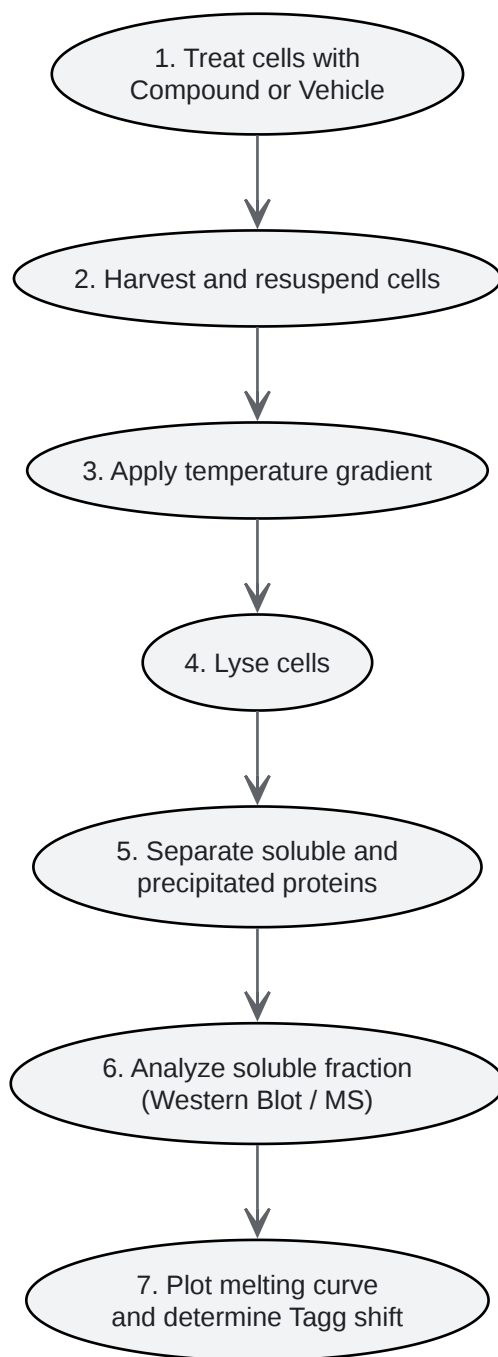 1. Treat cells with
Compound or Vehicle
2. Harvest and resuspend cells
3. Apply temperature gradient
4. Lyse cells
5. Separate soluble and
precipitated proteins
6. Analyze soluble fraction
(Western Blot / MS)
7. Plot melting curve
and determine Tagg shift